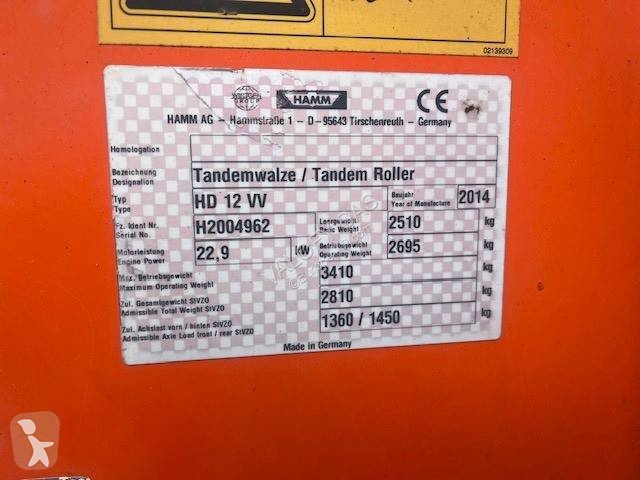 02139309
WIRTGEN GROUP HAMM CE
HAMM AG – Hammstraße 1 – D–95643 Tirschenreuth – Germany
Homologation
Bezeichnung
Designation
Tandemwalze / Tandem Roller
Typ
Type
HD 12 VV
Baujahr
Year of Manufacture
2014
Fz. Ident Nr.
Serial No.
H2004962
Leergewicht
Basic Weight
2510 kg
Motorleistung
Engine Power
22,9 kW
Betriebsgewicht
Operating Weight
2695 kg
Max. Betriebsgewicht
Maximum Operating Weight
3410 kg
Zul. Gesamtgewicht StVZO
Admissible Total Weight StVZO
2810 kg
Zul. Achslast vorn / hinten StVZO
Admissible Axle Load front / rear StVZO
1360 / 1450 kg
Made in Germany